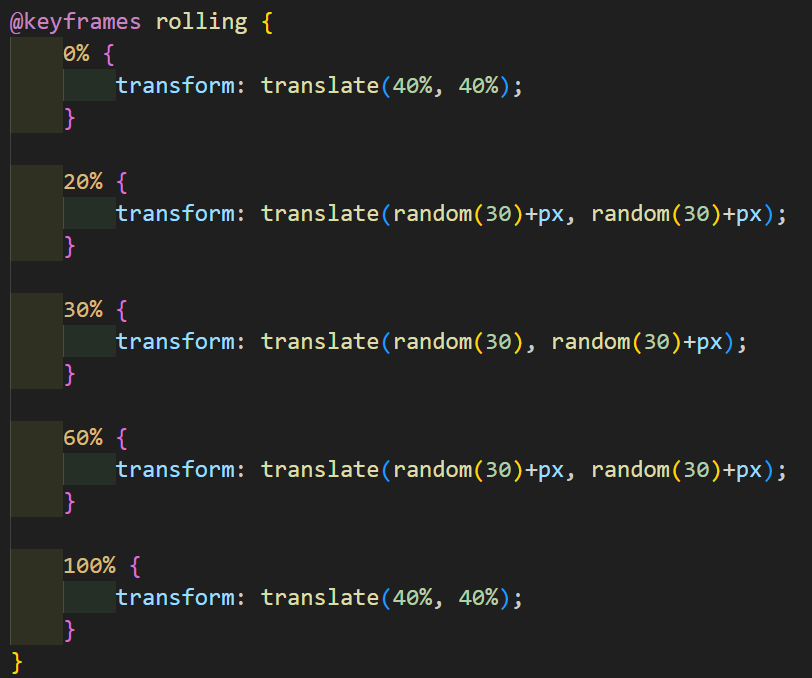 @keyframes rolling {
0% {
transform: translate(40%, 40%);
}
20% {
transform: translate(random(30)+px, random(30)+px);
}
30% {
transform: translate(random(30), random(30)+px);
}
60% {
transform: translate(random(30)+px, random(30)+px);
}
100% {
transform: translate(40%, 40%);
}
}